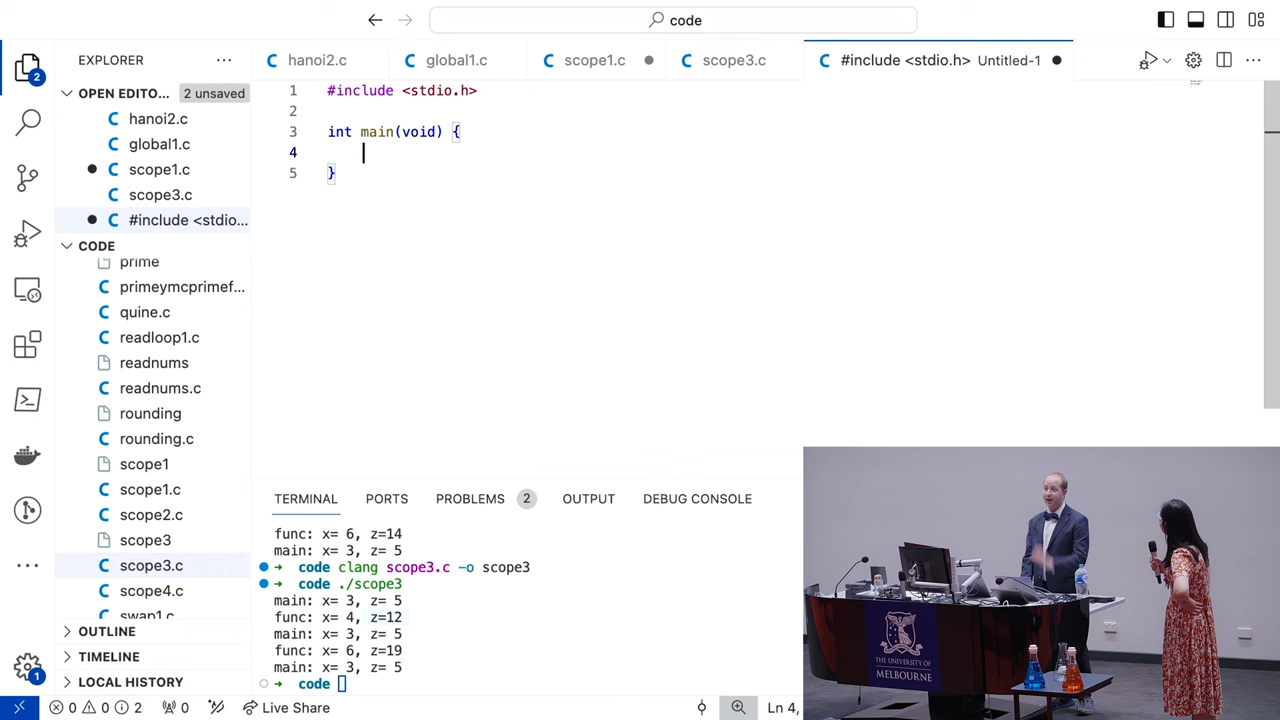 code
EXPLORER
hanoi2.c
global1.c
scope1.c
scope3.c
#include <stdio.h> Untitled-1
OPEN EDITO... 2 unsaved
hanoi2.c
global1.c
scope1.c
scope3.c
#include <stdio...
CODE
prime
primeymcprimef...
quine.c
readloop1.c
readnums
readnums.c
rounding
rounding.c
scope1
scope1.c
scope2.c
scope3
scope3.c
scope4.c
swap1.c
OUTLINE
TIMELINE
LOCAL HISTORY
2
1
1 #include <stdio.h>
2
3 int main(void) {
4
5 }
TERMINAL
PORTS
PROBLEMS 2
OUTPUT
DEBUG CONSOLE
func: x= 6, z=14
main: x= 3, z= 5
➜ code clang scope3.c -o scope3
➜ code ./scope3
main: x= 3, z= 5
func: x= 4, z=12
main: x= 3, z= 5
func: x= 6, z=19
main: x= 3, z= 5
➜ code
0 0 2 0 Live Share Ln 4,
THE UNIVERSITY OF
MELBOURNE